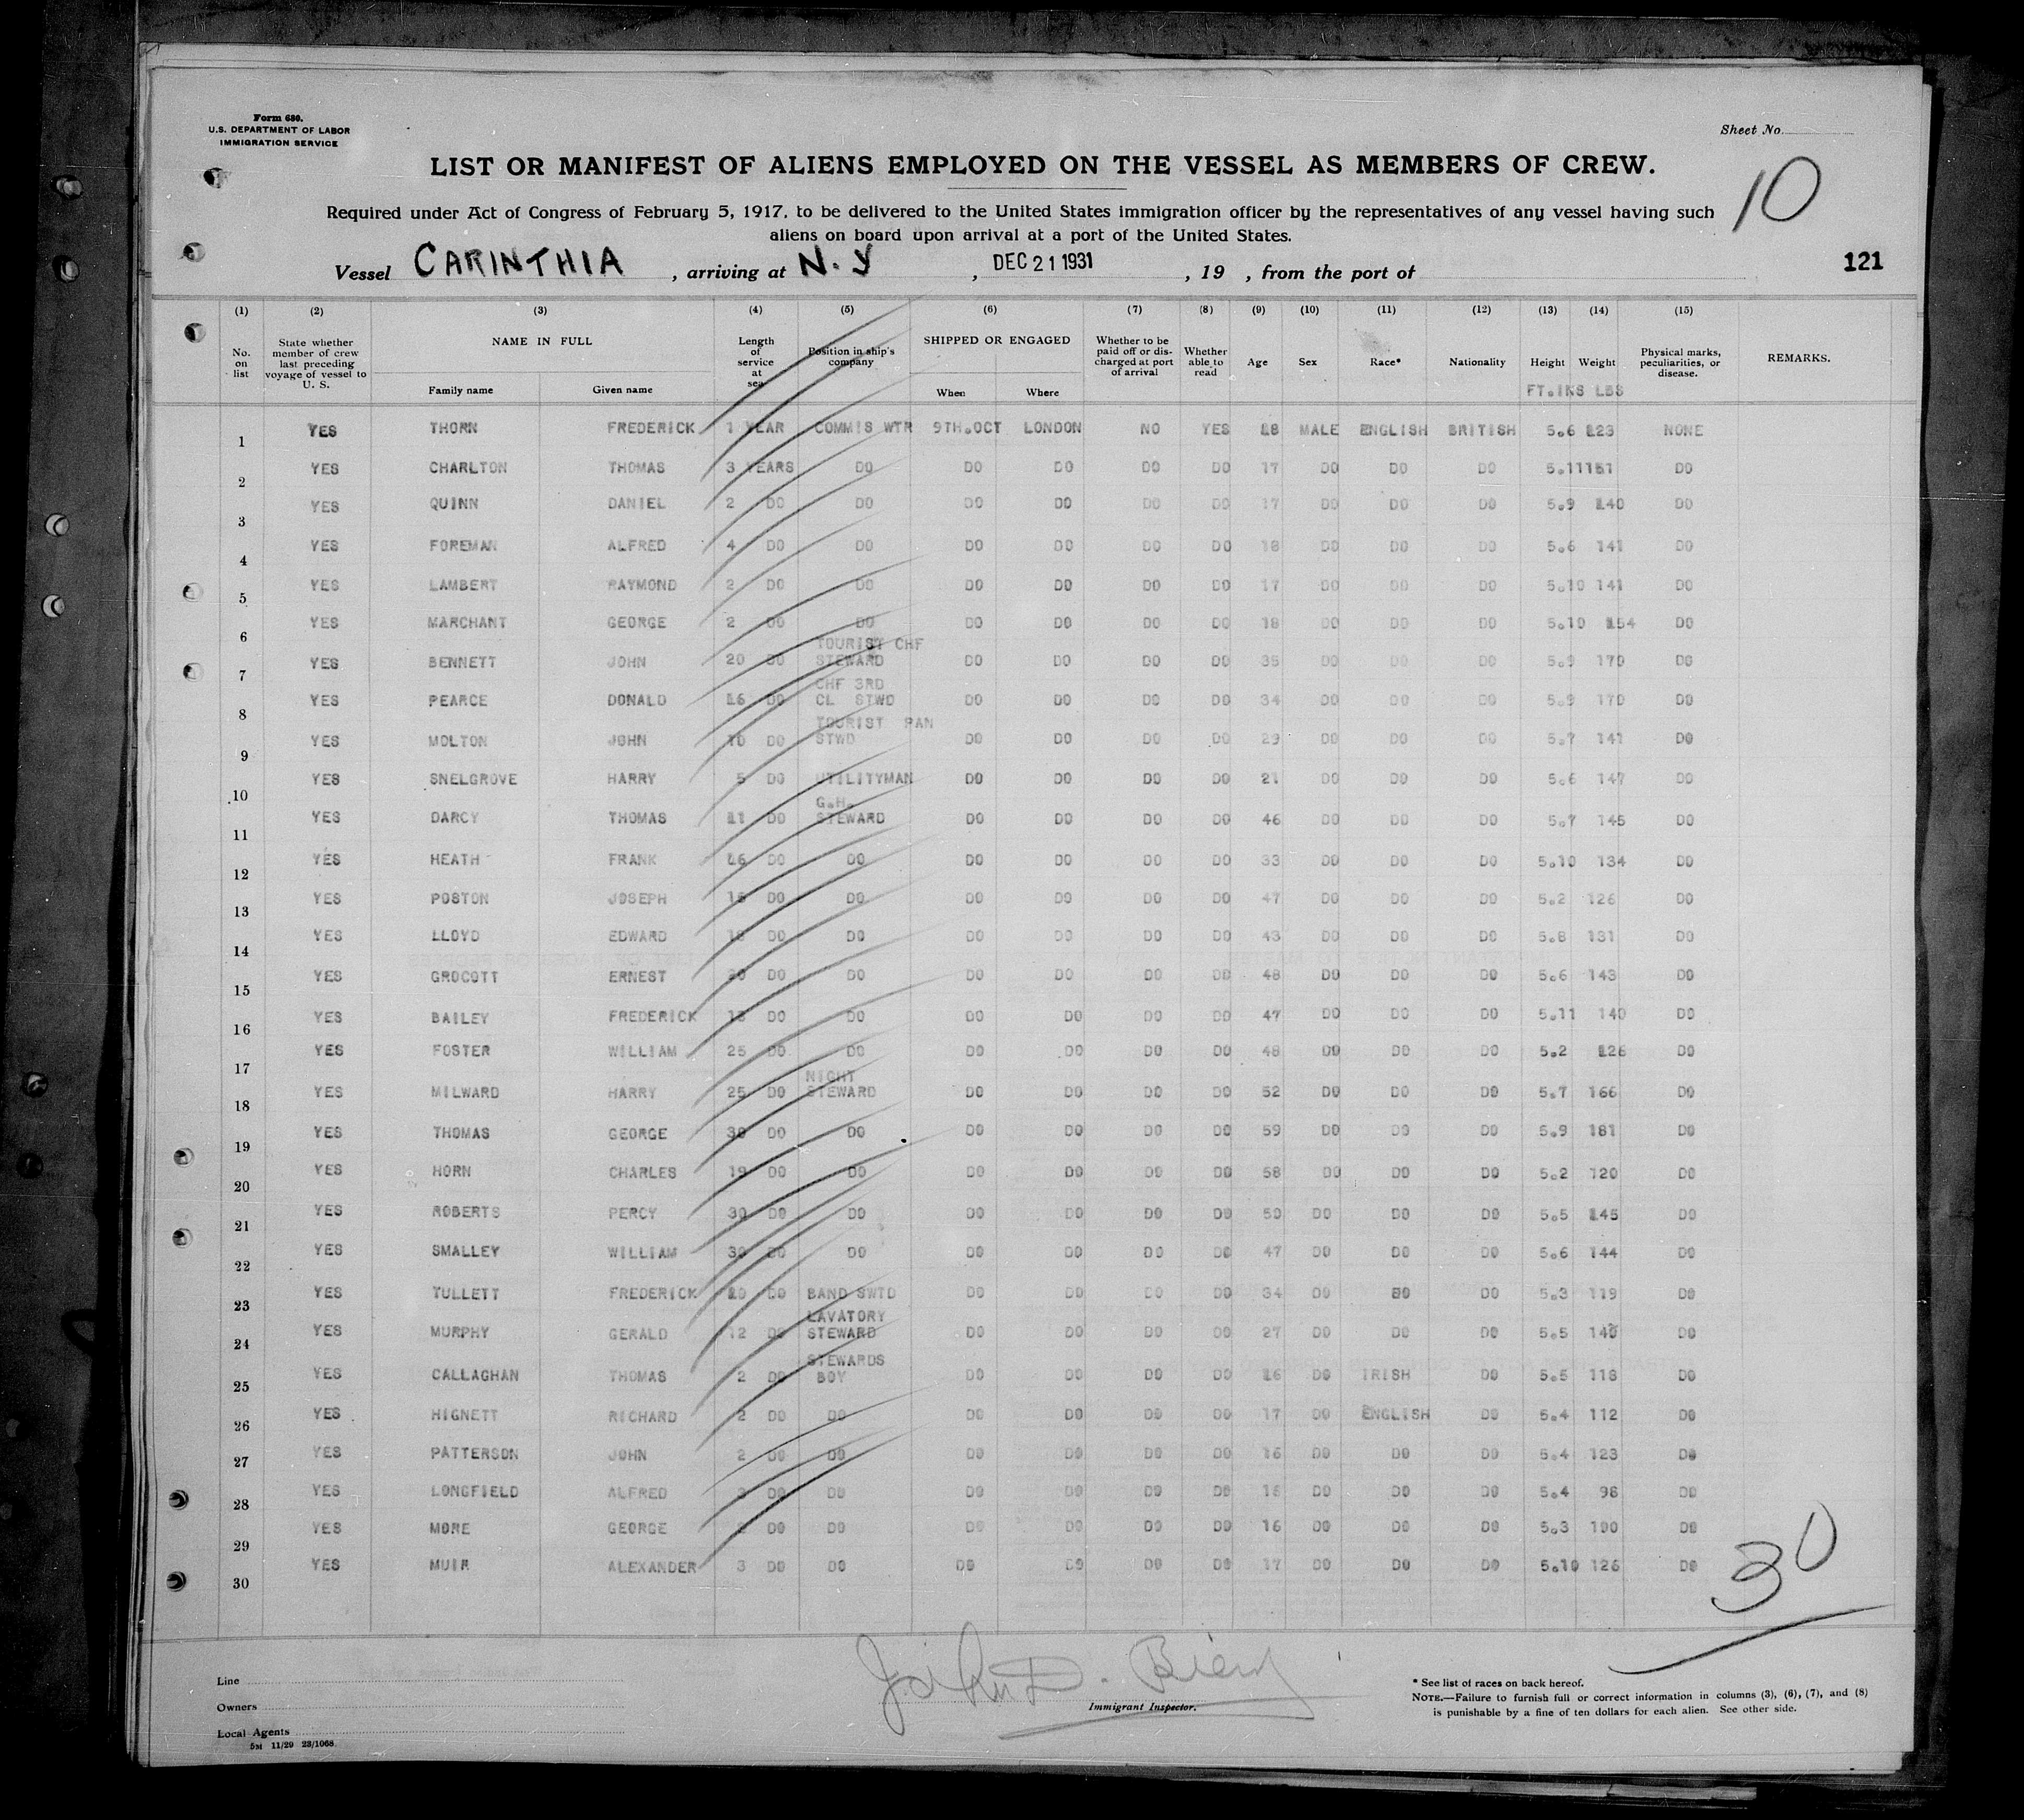 Form 680.
U.S. DEPARTMENT OF LABOR
IMMIGRATION SERVICE
Sheet No.
LIST OR MANIFEST OF ALIENS EMPLOYED ON THE VESSEL AS MEMBERS OF CREW.
10
Required under Act of Congress of February 5, 1917, to be delivered to the United States immigration officer by the representatives of any vessel having such
aliens on board upon arrival at a port of the United States.
Vessel CARINTHIA , arriving at N. Y , DEC 21 1931 , 19 , from the port of
121
(1) (2) (3) (4) (5) (6) (7) (8) (9) (10) (11) (12) (13) (14) (15)
No. on list State whether member of crew last preceding voyage of vessel to U. S. NAME IN FULL Family name Given name Length of service at sea Position in ship's company SHIPPED OR ENGAGED When Where Whether to be paid off or discharged at port of arrival Whether able to read Age Sex Race* Nationality Height Weight Physical marks, peculiarities, or disease. REMARKS.
FT.INS LBS
1 YES THORN FREDERICK 1 YEAR COMMIS WTR 9TH.OCT LONDON NO YES 18 MALE ENGLISH BRITISH 5.6 123 NONE
2 YES CHARLTON THOMAS 3 YEARS DO DO DO DO DO 17 DO DO DO 5.11 151 DO
3 YES QUINN DANIEL 2 DO DO DO DO DO DO 17 DO DO DO 5.9 140 DO
4 YES FOREMAN ALFRED 4 DO DO DO DO DO DO 18 DO DO DO 5.6 141 DO
5 YES LAMBERT RAYMOND 2 DO DO DO DO DO DO 17 DO DO DO 5.10 141 DO
6 YES MARCHANT GEORGE 2 DO DO DO DO DO DO 18 DO DO DO 5.10 154 DO
7 YES BENNETT JOHN 20 DO TOURIST CHF STEWARD DO DO DO DO 35 DO DO DO 5.9 170 DO
8 YES PEARCE DONALD 16 DO CHF 3RD CL STWD DO DO DO DO 34 DO DO DO 5.9 170 DO
9 YES MOLTON JOHN 10 DO TOURIST PAN STWD DO DO DO DO 29 DO DO DO 5.7 141 DO
10 YES SNELGROVE HARRY 5 DO UTILITYMAN DO DO DO DO 21 DO DO DO 5.6 147 DO
11 YES DARCY THOMAS 11 DO G.H. STEWARD DO DO DO DO 46 DO DO DO 5.7 145 DO
12 YES HEATH FRANK 16 DO DO DO DO DO DO 33 DO DO DO 5.10 134 DO
13 YES POSTON JOSEPH DO DO DO DO DO DO 47 DO DO DO 5.2 126 DO
14 YES LLOYD EDWARD DO DO DO DO DO DO 43 DO DO DO 5.8 131 DO
15 YES GROCOTT ERNEST DO DO DO DO DO DO 48 DO DO DO 5.6 143 DO
16 YES BAILEY FREDERICK DO DO DO DO DO DO 47 DO DO DO 5.11 140 DO
17 YES FOSTER WILLIAM 25 DO DO DO DO DO DO 48 DO DO DO 5.2 126 DO
18 YES MILWARD HARRY 25 DO NIGHT STEWARD DO DO DO DO 52 DO DO DO 5.7 166 DO
19 YES THOMAS GEORGE 30 DO DO DO DO DO DO 59 DO DO DO 5.9 181 DO
20 YES HORN CHARLES 19 DO DO DO DO DO DO 58 DO DO DO 5.2 120 DO
21 YES ROBERTS PERCY 30 DO DO DO DO DO DO 50 DO DO DO 5.5 145 DO
22 YES SMALLEY WILLIAM 30 DO DO DO DO DO DO 47 DO DO DO 5.6 144 DO
23 YES TULLETT FREDERICK DO BAND SWTD DO DO DO DO 34 DO DO DO 5.3 119 DO
24 YES MURPHY GERALD 12 DO LAVATORY STEWARD DO DO DO DO 27 DO DO DO 5.5 140 DO
25 YES CALLAGHAN THOMAS 2 DO STEWARDS BOY DO DO DO DO 16 DO IRISH DO 5.5 118 DO
26 YES HIGNETT RICHARD 2 DO DO DO DO DO DO 17 DO ENGLISH DO 5.4 112 DO
27 YES PATTERSON JOHN 2 DO DO DO DO DO DO 16 DO DO DO 5.4 123 DO
28 YES LONGFIELD ALFRED DO DO DO DO DO DO DO DO DO 5.4 98 DO
29 YES MORE GEORGE DO DO DO DO DO DO 16 DO DO DO 5.3 100 DO
30 YES MUIR ALEXANDER 3 DO DO DO DO DO DO 17 DO DO DO 5.10 126 DO
30
Line
Owners
Local Agents
Immigrant Inspector.
* See list of races on back hereof.
NOTE.—Failure to furnish full or correct information in columns (3), (6), (7), and (8)
is punishable by a fine of ten dollars for each alien. See other side.
5M 11/29 23/1068